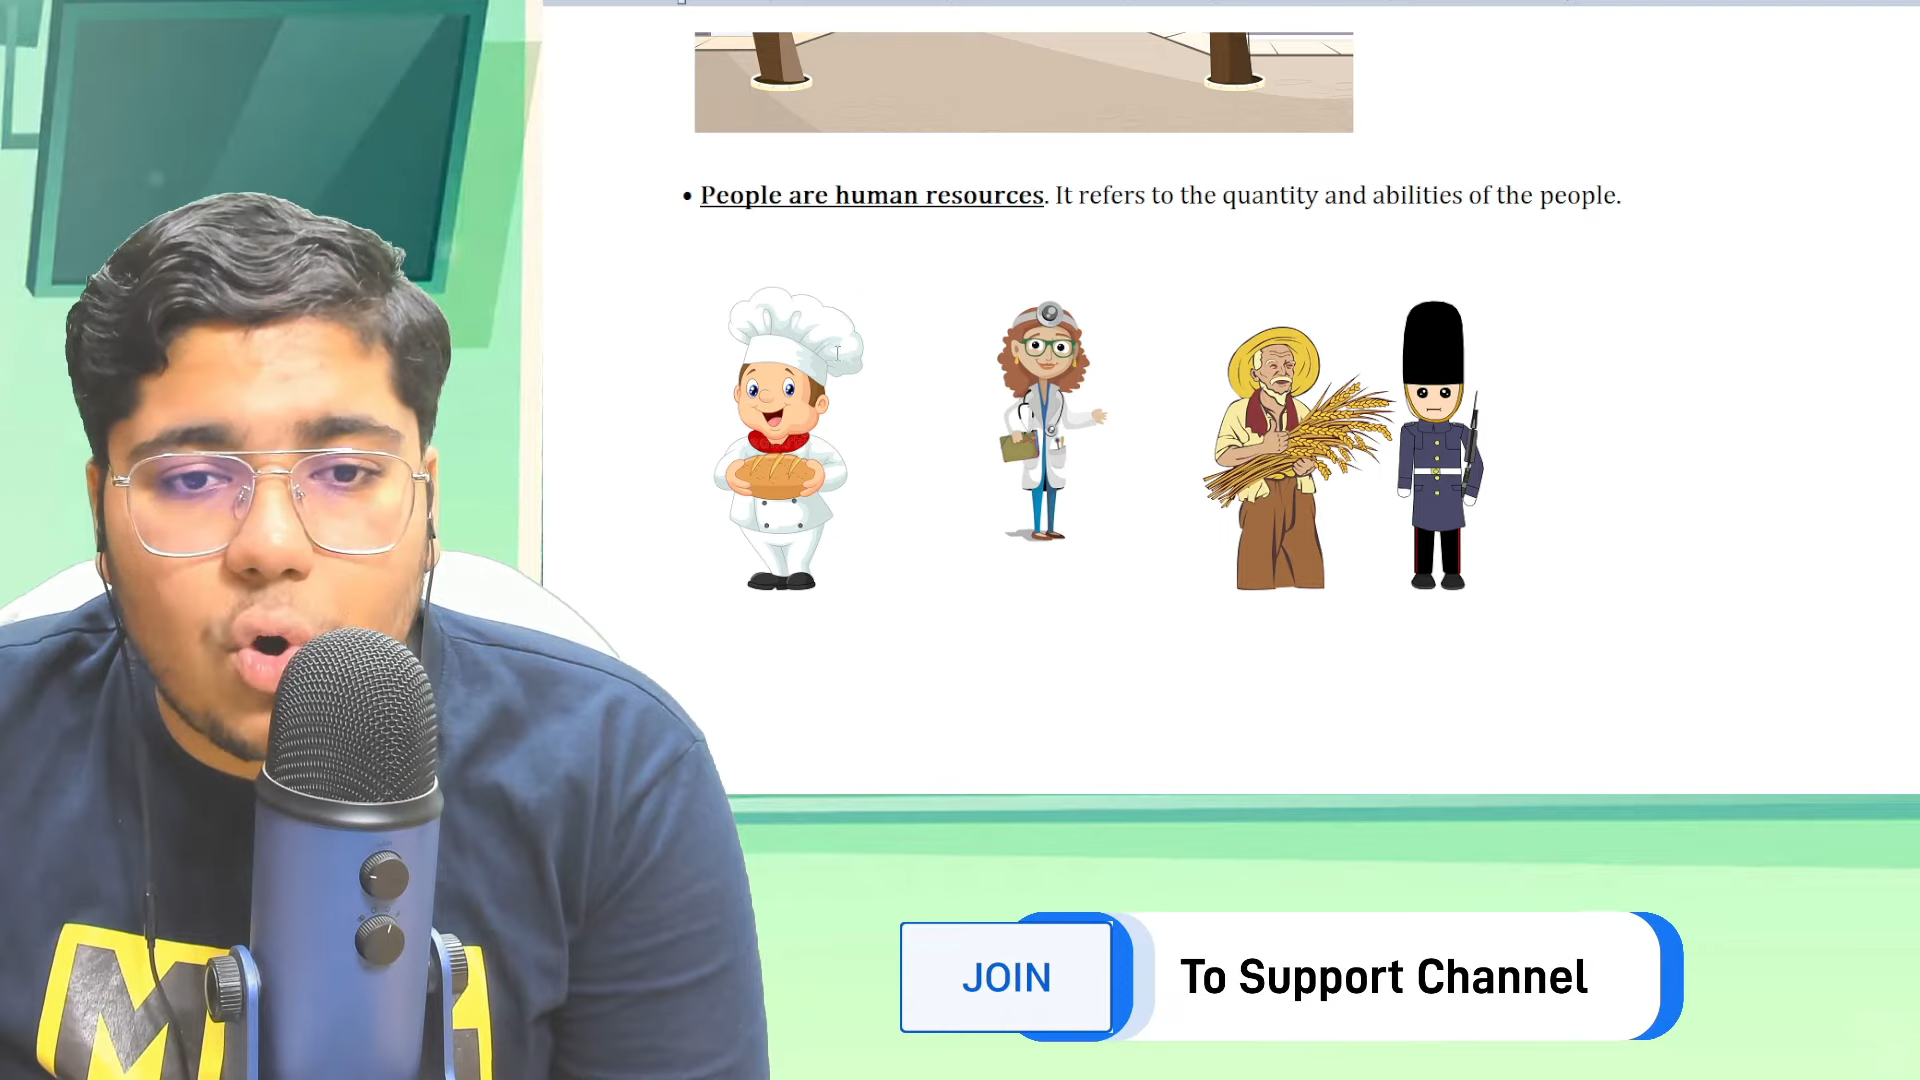 • People are human resources. It refers to the quantity and abilities of the people.
JOIN
To Support Channel